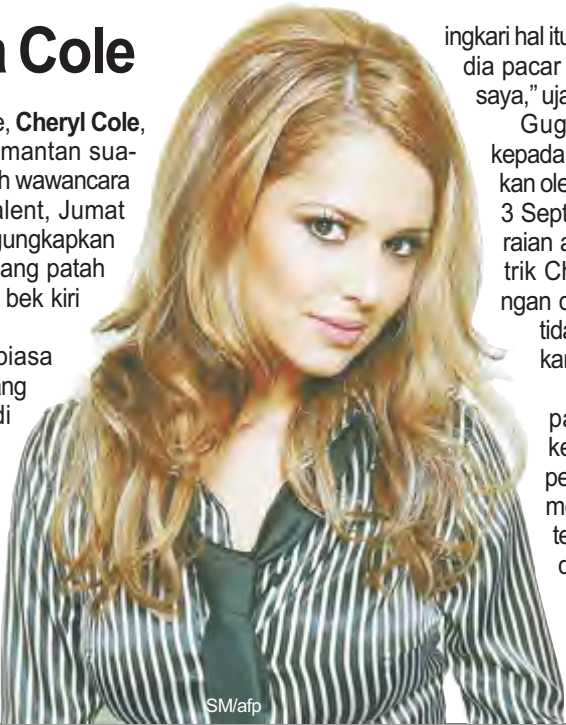 a Cole
e, Cheryl Cole,
mantan sua-
h wawancara
alent, Jumat
gungkapkan
ang patah
bek kiri
biasa
ang
di
ingkari hal itu
dia pacar
saya,” uja
Gug
kepada
kan ole
3 Sept
raian a
trik Ch
ngan d
tida
kar
pa
ke
pe
me
te
d
SM/afp